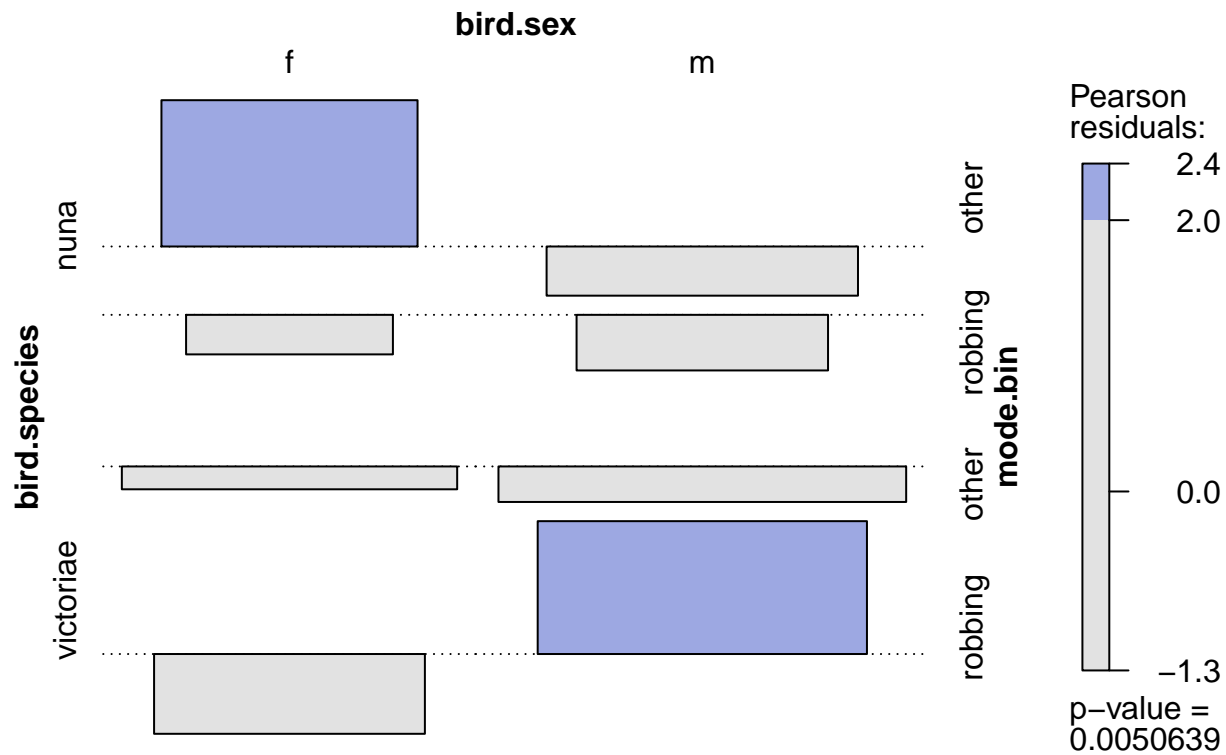 bird.sex
f m
bird.species
nuna
victoriae
other
robbing
other
robbing
mode.bin
Pearson
residuals:
2.4
2.0
0.0
−1.3
p−value =
0.0050639